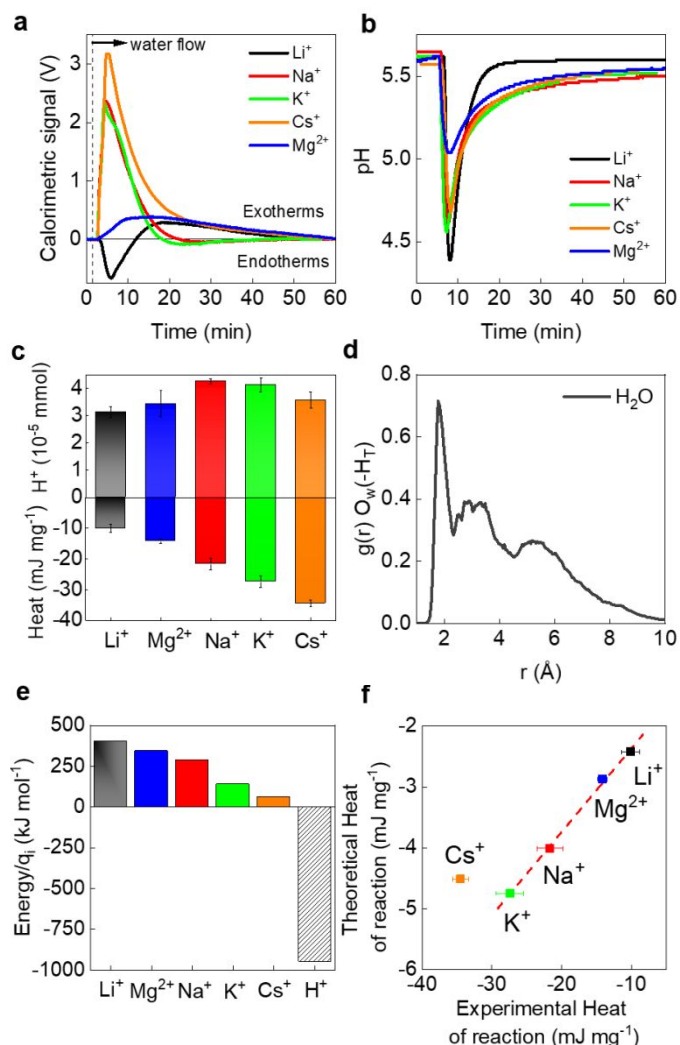 a
water flow
Li⁺
Na⁺
K⁺
Cs⁺
Mg²⁺
Exotherms
Endotherms
Calorimetric signal (V)
3
2
1
0
0 10 20 30 40 50 60
Time (min)
b
5.5
5.0
4.5
pH
Li⁺
Na⁺
K⁺
Cs⁺
Mg²⁺
0 10 20 30 40 50 60
Time (min)
c
H⁺ (10⁻⁵ mmol)
4
3
2
1
0
Heat (mJ mg⁻¹)
-10
-20
-30
-40
Li⁺ Mg²⁺ Na⁺ K⁺ Cs⁺
d
H₂O
g(r) O_w(-H_T)
0.8
0.6
0.4
0.2
0.0
2 4 6 8 10
r (Å)
e
Energy/qᵢ (kJ mol⁻¹)
500
250
0
-250
-500
-750
-1000
Li⁺ Mg²⁺ Na⁺ K⁺ Cs⁺ H⁺
f
Theoretical Heat
of reaction (mJ mg⁻¹)
-2
-3
-4
-5
-6
Li⁺
Mg²⁺
Na⁺
Cs⁺
K⁺
-40 -30 -20 -10
Experimental Heat
of reaction (mJ mg⁻¹)